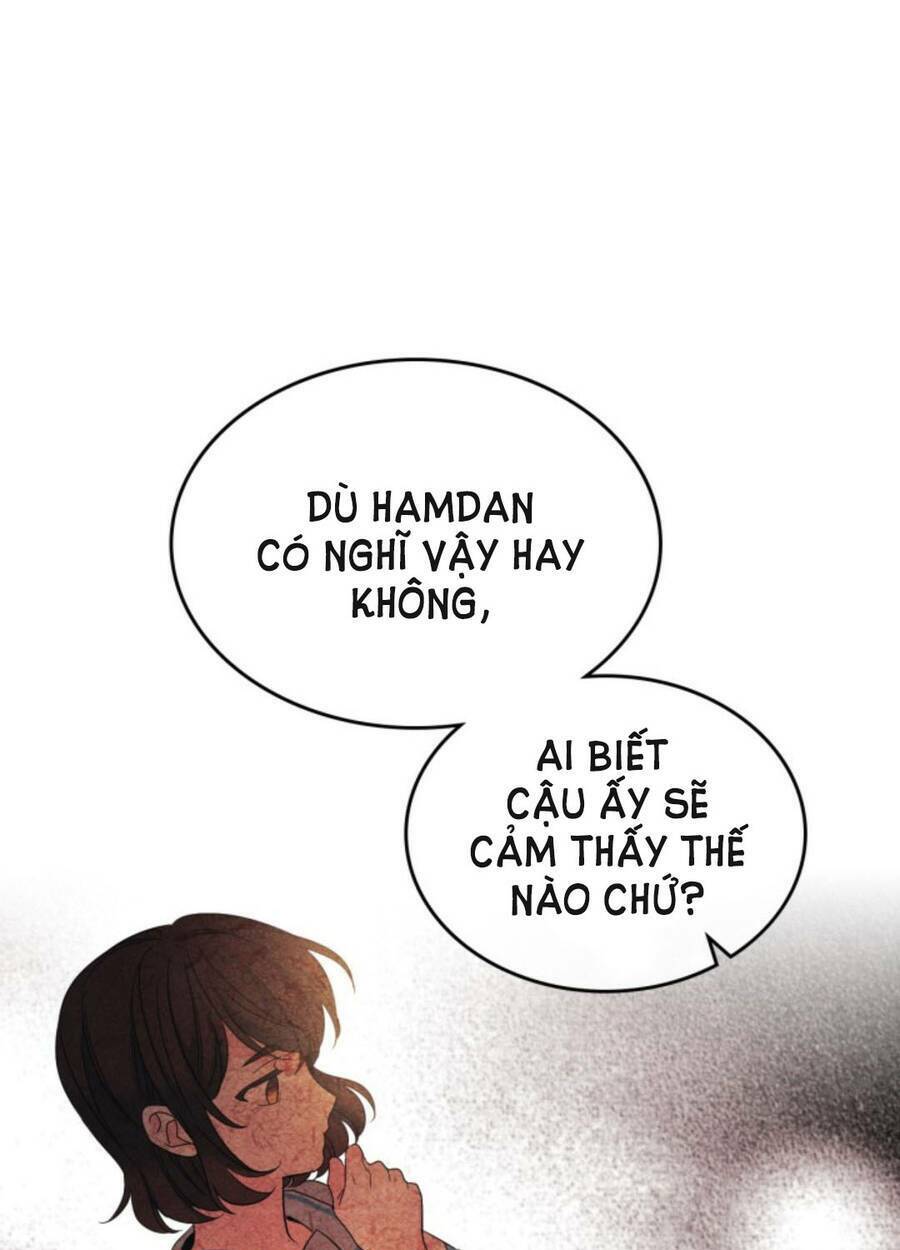 DÙ HAMDAN
CÓ NGHĨ VẬY HAY
KHÔNG,
AI BIẾT
CẬU ẤY SẼ
CẢM THẤY THẾ
NÀO CHỨ?